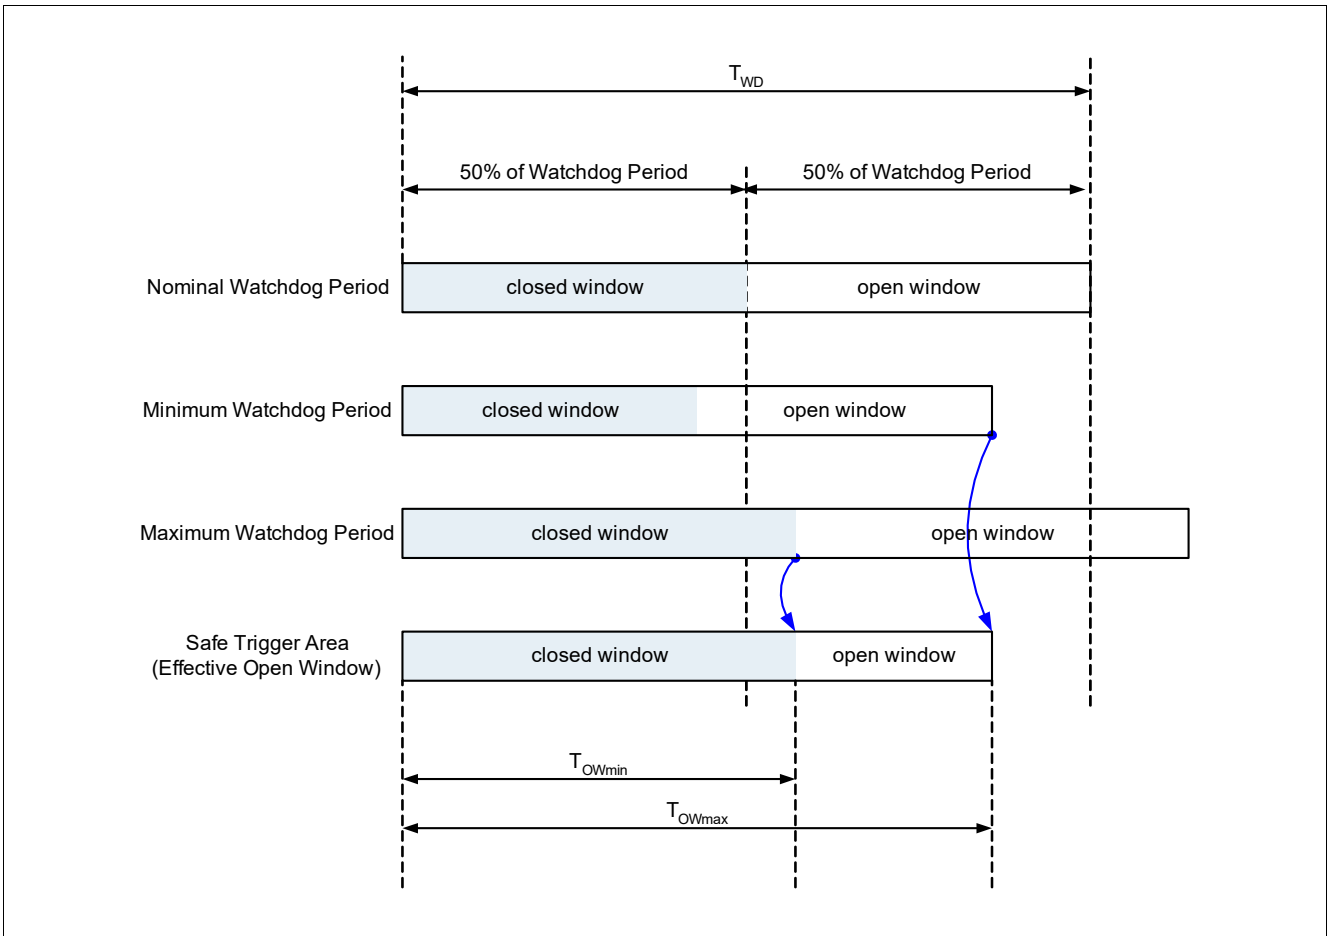 TWD
50% of Watchdog Period
50% of Watchdog Period
Nominal Watchdog Period
closed window
open window
Minimum Watchdog Period
closed window
open window
Maximum Watchdog Period
closed window
open window
Safe Trigger Area
(Effective Open Window)
closed window
open window
TOWmin
TOWmax